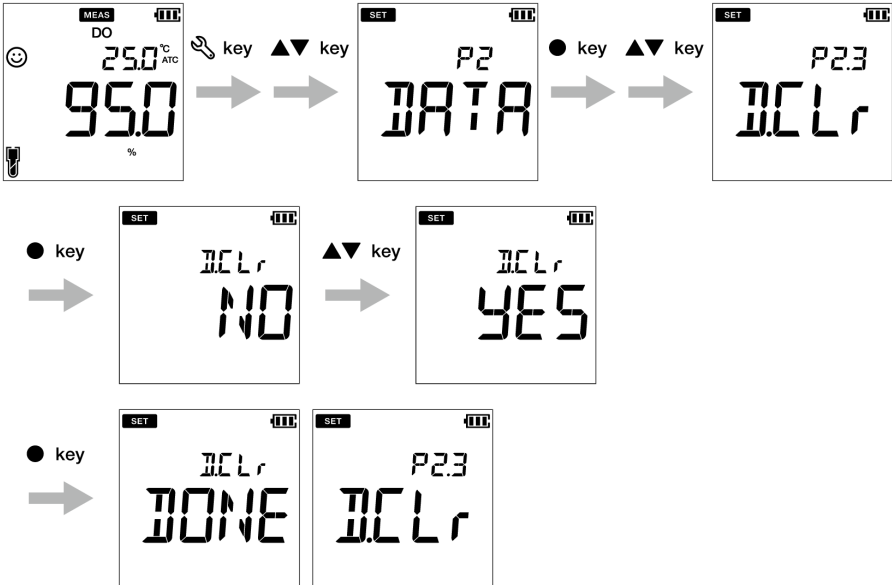 MEAS
DO
25.0 °C
ATC
95.0
%
key
▲▼ key
SET
P2
DATA
● key
▲▼ key
SET
P2.3
D.CLr
● key
SET
D.CLr
NO
▲▼ key
SET
D.CLr
YES
● key
SET
D.CLr
DONE
SET
P2.3
D.CLr